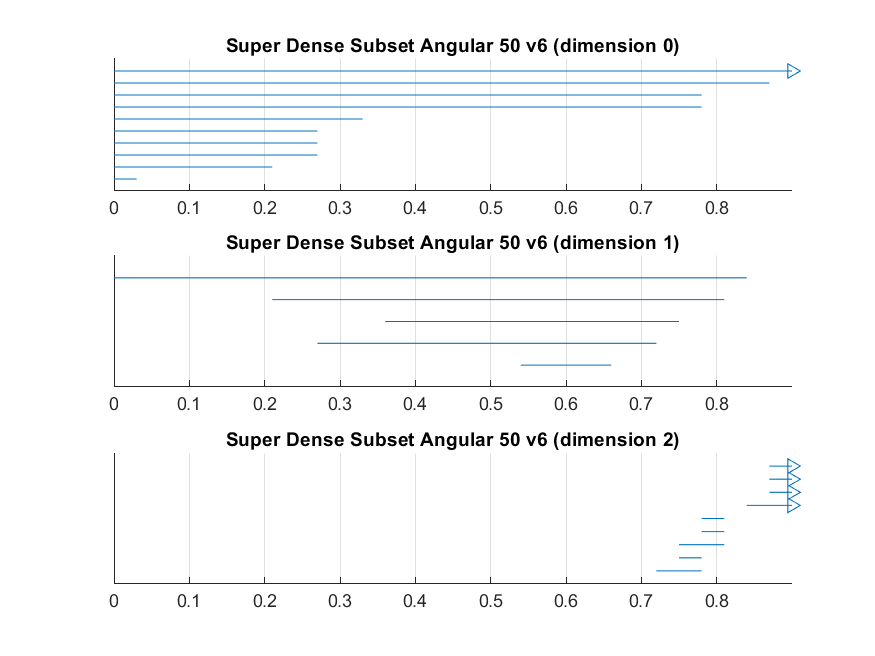 Super Dense Subset Angular 50 v6 (dimension 0)
0 0.1 0.2 0.3 0.4 0.5 0.6 0.7 0.8
Super Dense Subset Angular 50 v6 (dimension 1)
0 0.1 0.2 0.3 0.4 0.5 0.6 0.7 0.8
Super Dense Subset Angular 50 v6 (dimension 2)
0 0.1 0.2 0.3 0.4 0.5 0.6 0.7 0.8